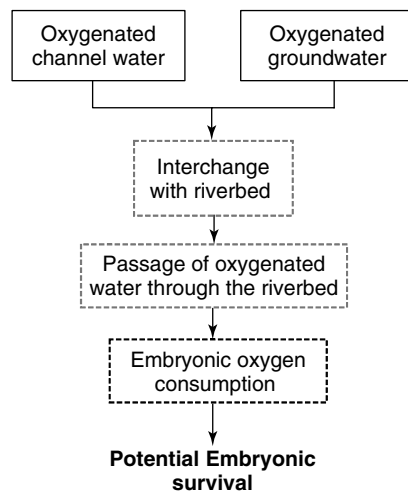 Oxygenated
channel water
Oxygenated
groundwater
Interchange
with riverbed
Passage of oxygenated
water through the riverbed
Embryonic oxygen
consumption
Potential Embryonic
survival